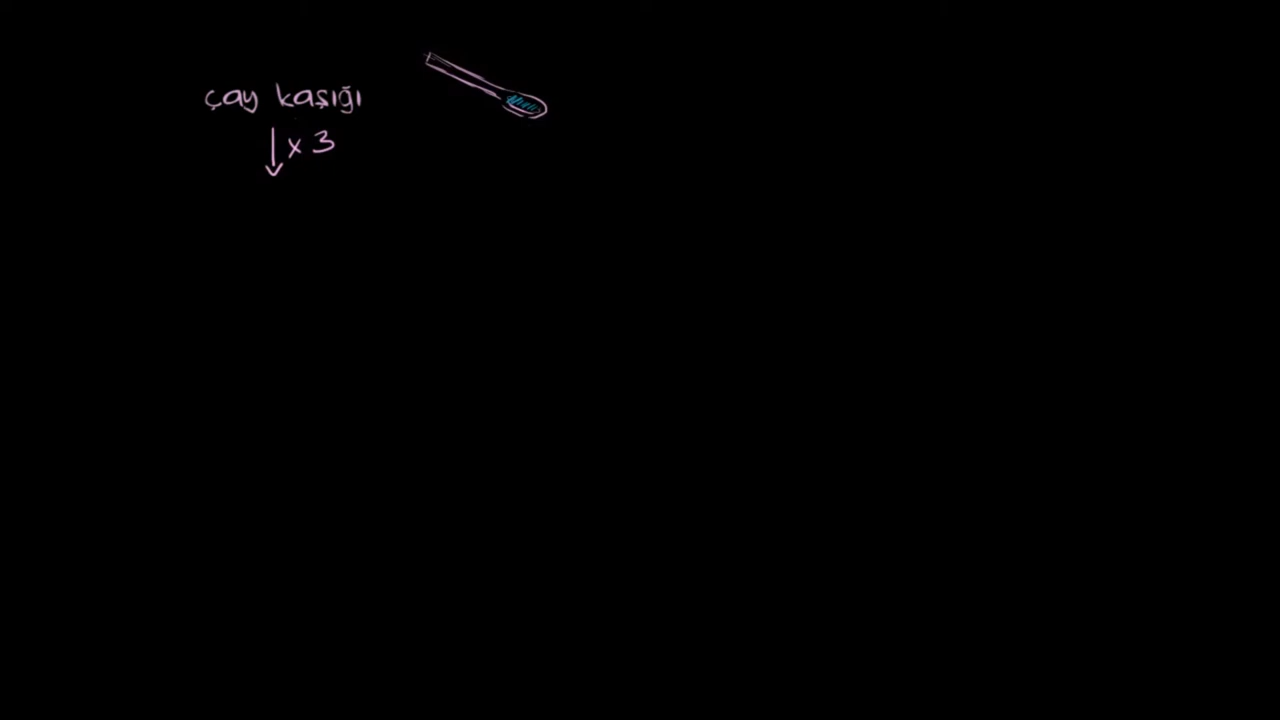 çay kaşığı
↓ x 3